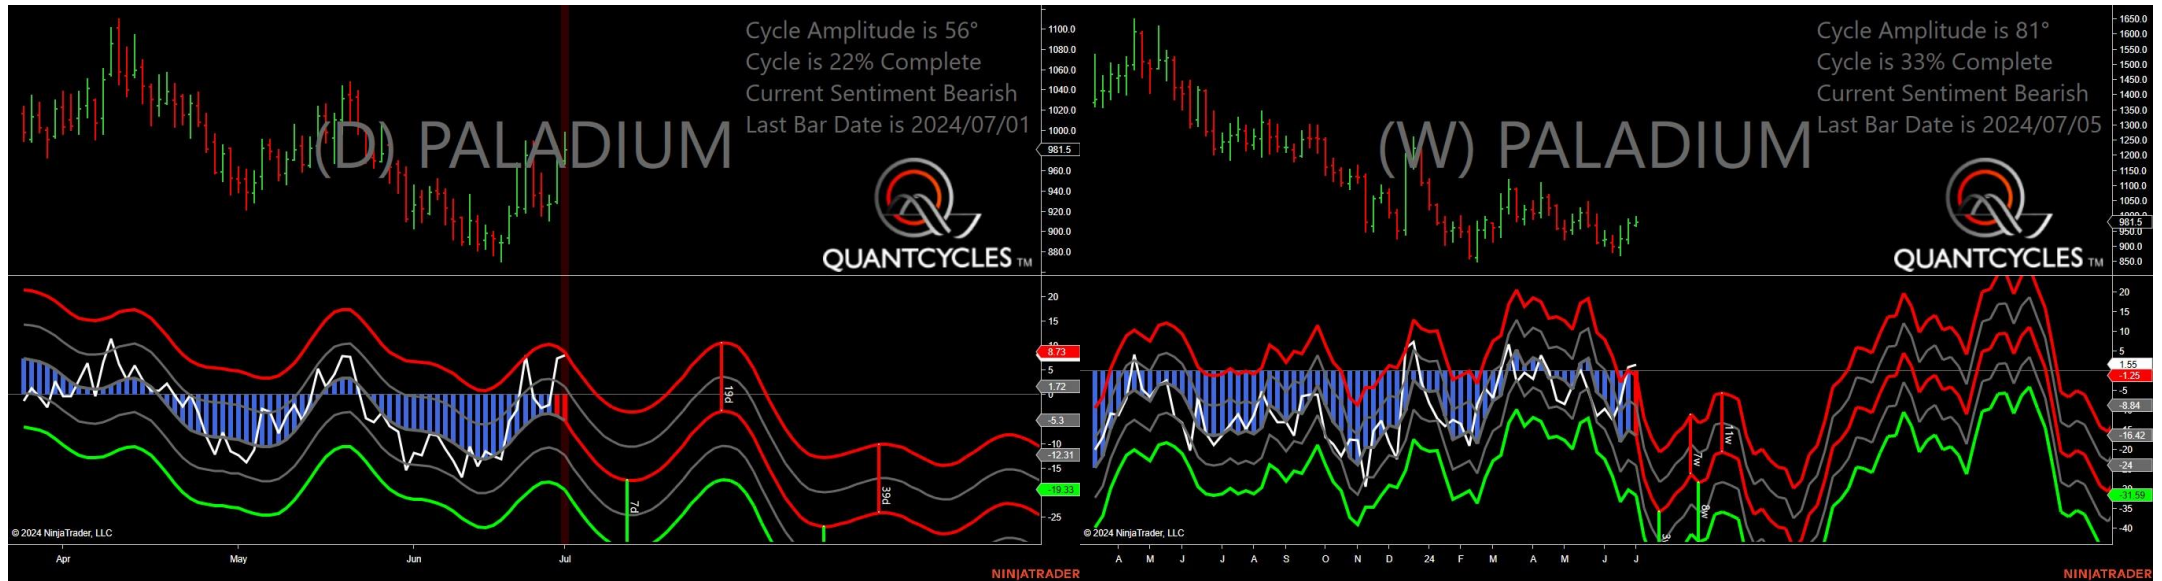 Cycle Amplitude is 56°
Cycle is 22% Complete
Current Sentiment Bearish
Last Bar Date is 2024/07/01
(D) PALADIUM
QUANTCYCLES TM
1100.0
1080.0
1060.0
1040.0
1020.0
1000.0
981.5
960.0
940.0
920.0
900.0
880.0
20
15
8.73
5
1.72
0
-5.3
-10
-12.31
-15
-19.33
-25
19d
7d
39d
© 2024 NinjaTrader, LLC
Apr May Jun Jul
NINJATRADER
Cycle Amplitude is 81°
Cycle is 33% Complete
Current Sentiment Bearish
Last Bar Date is 2024/07/05
(W) PALADIUM
QUANTCYCLES TM
1650.0
1600.0
1550.0
1500.0
1450.0
1400.0
1350.0
1300.0
1250.0
1200.0
1150.0
1100.0
1050.0
981.5
950.0
900.0
850.0
20
15
10
5
1.55
-1.25
-5
-8.84
-16.42
-20
-24
-31.59
-35
-40
11w
7w
8w
© 2024 NinjaTrader, LLC
A M J J A S O N D 24 F M A M J J
NINJATRADER